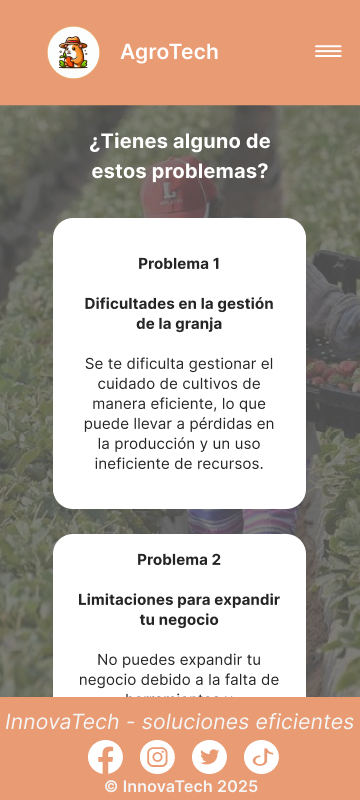 AgroTech
¿Tienes alguno de
estos problemas?
L
Problema 1
Dificultades en la gestión
de la granja
Se te dificulta gestionar el
cuidado de cultivos de
manera eficiente, lo que
puede llevar a pérdidas en
la producción y un uso
ineficiente de recursos.
Problema 2
Limitaciones para expandir
tu negocio
No puedes expandir tu
negocio debido a la falta de
InnovaTech - soluciones eficientes
© InnovaTech 2025